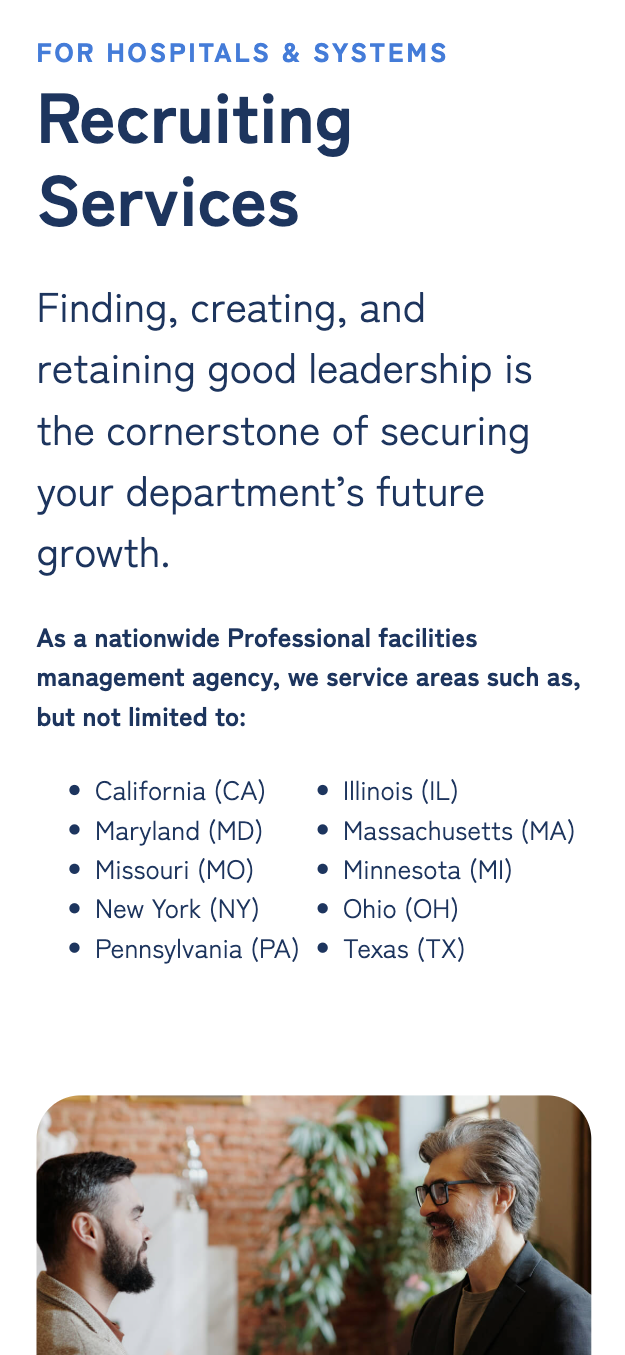 FOR HOSPITALS & SYSTEMS
Recruiting
Services
Finding, creating, and
retaining good leadership is
the cornerstone of securing
your department’s future
growth.
As a nationwide Professional facilities
management agency, we service areas such as,
but not limited to:
• California (CA)
• Maryland (MD)
• Missouri (MO)
• New York (NY)
• Pennsylvania (PA)
• Illinois (IL)
• Massachusetts (MA)
• Minnesota (MI)
• Ohio (OH)
• Texas (TX)